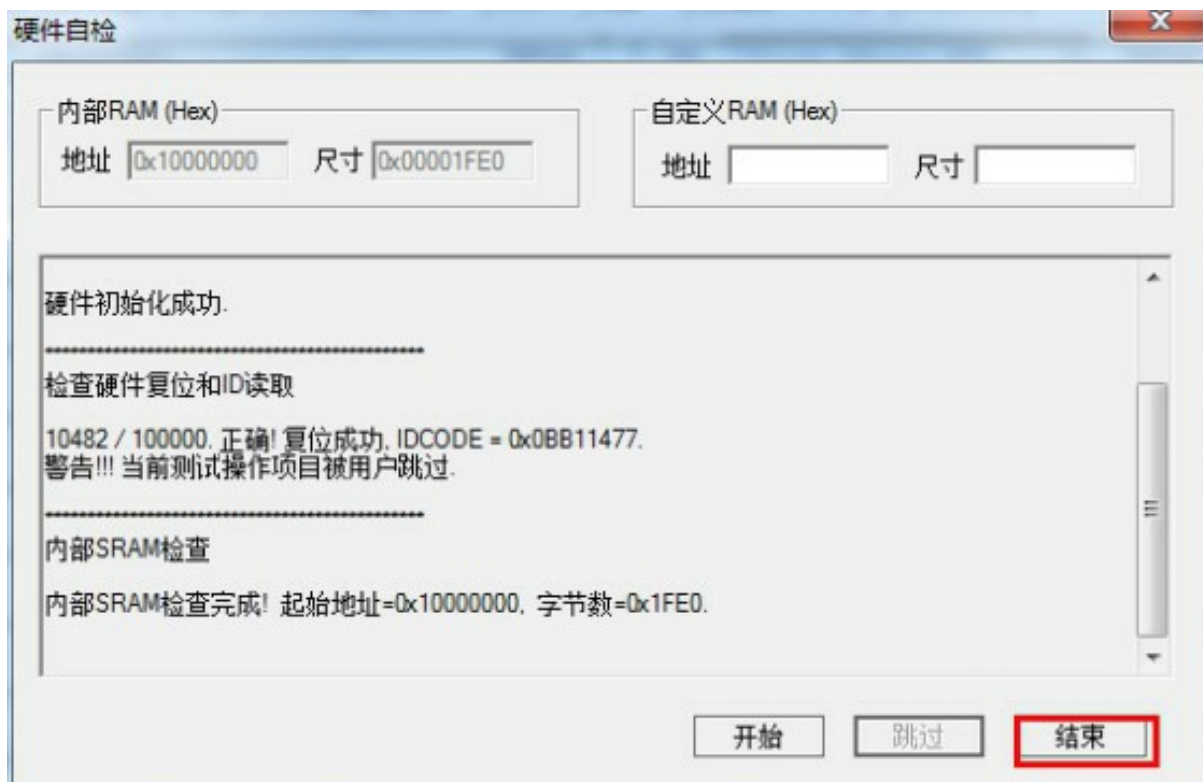 硬件自检
内部RAM (Hex)
地址 0x10000000 尺寸 0x00001FE0
自定义RAM (Hex)
地址 尺寸
硬件初始化成功.
---------------------------------------------
检查硬件复位和ID读取
10482 / 100000, 正确! 复位成功, IDCODE = 0x0BB11477.
警告!!! 当前测试操作项目被用户跳过.
---------------------------------------------
内部SRAM检查
内部SRAM检查完成! 起始地址=0x10000000, 字节数=0x1FE0.
开始 跳过 结束